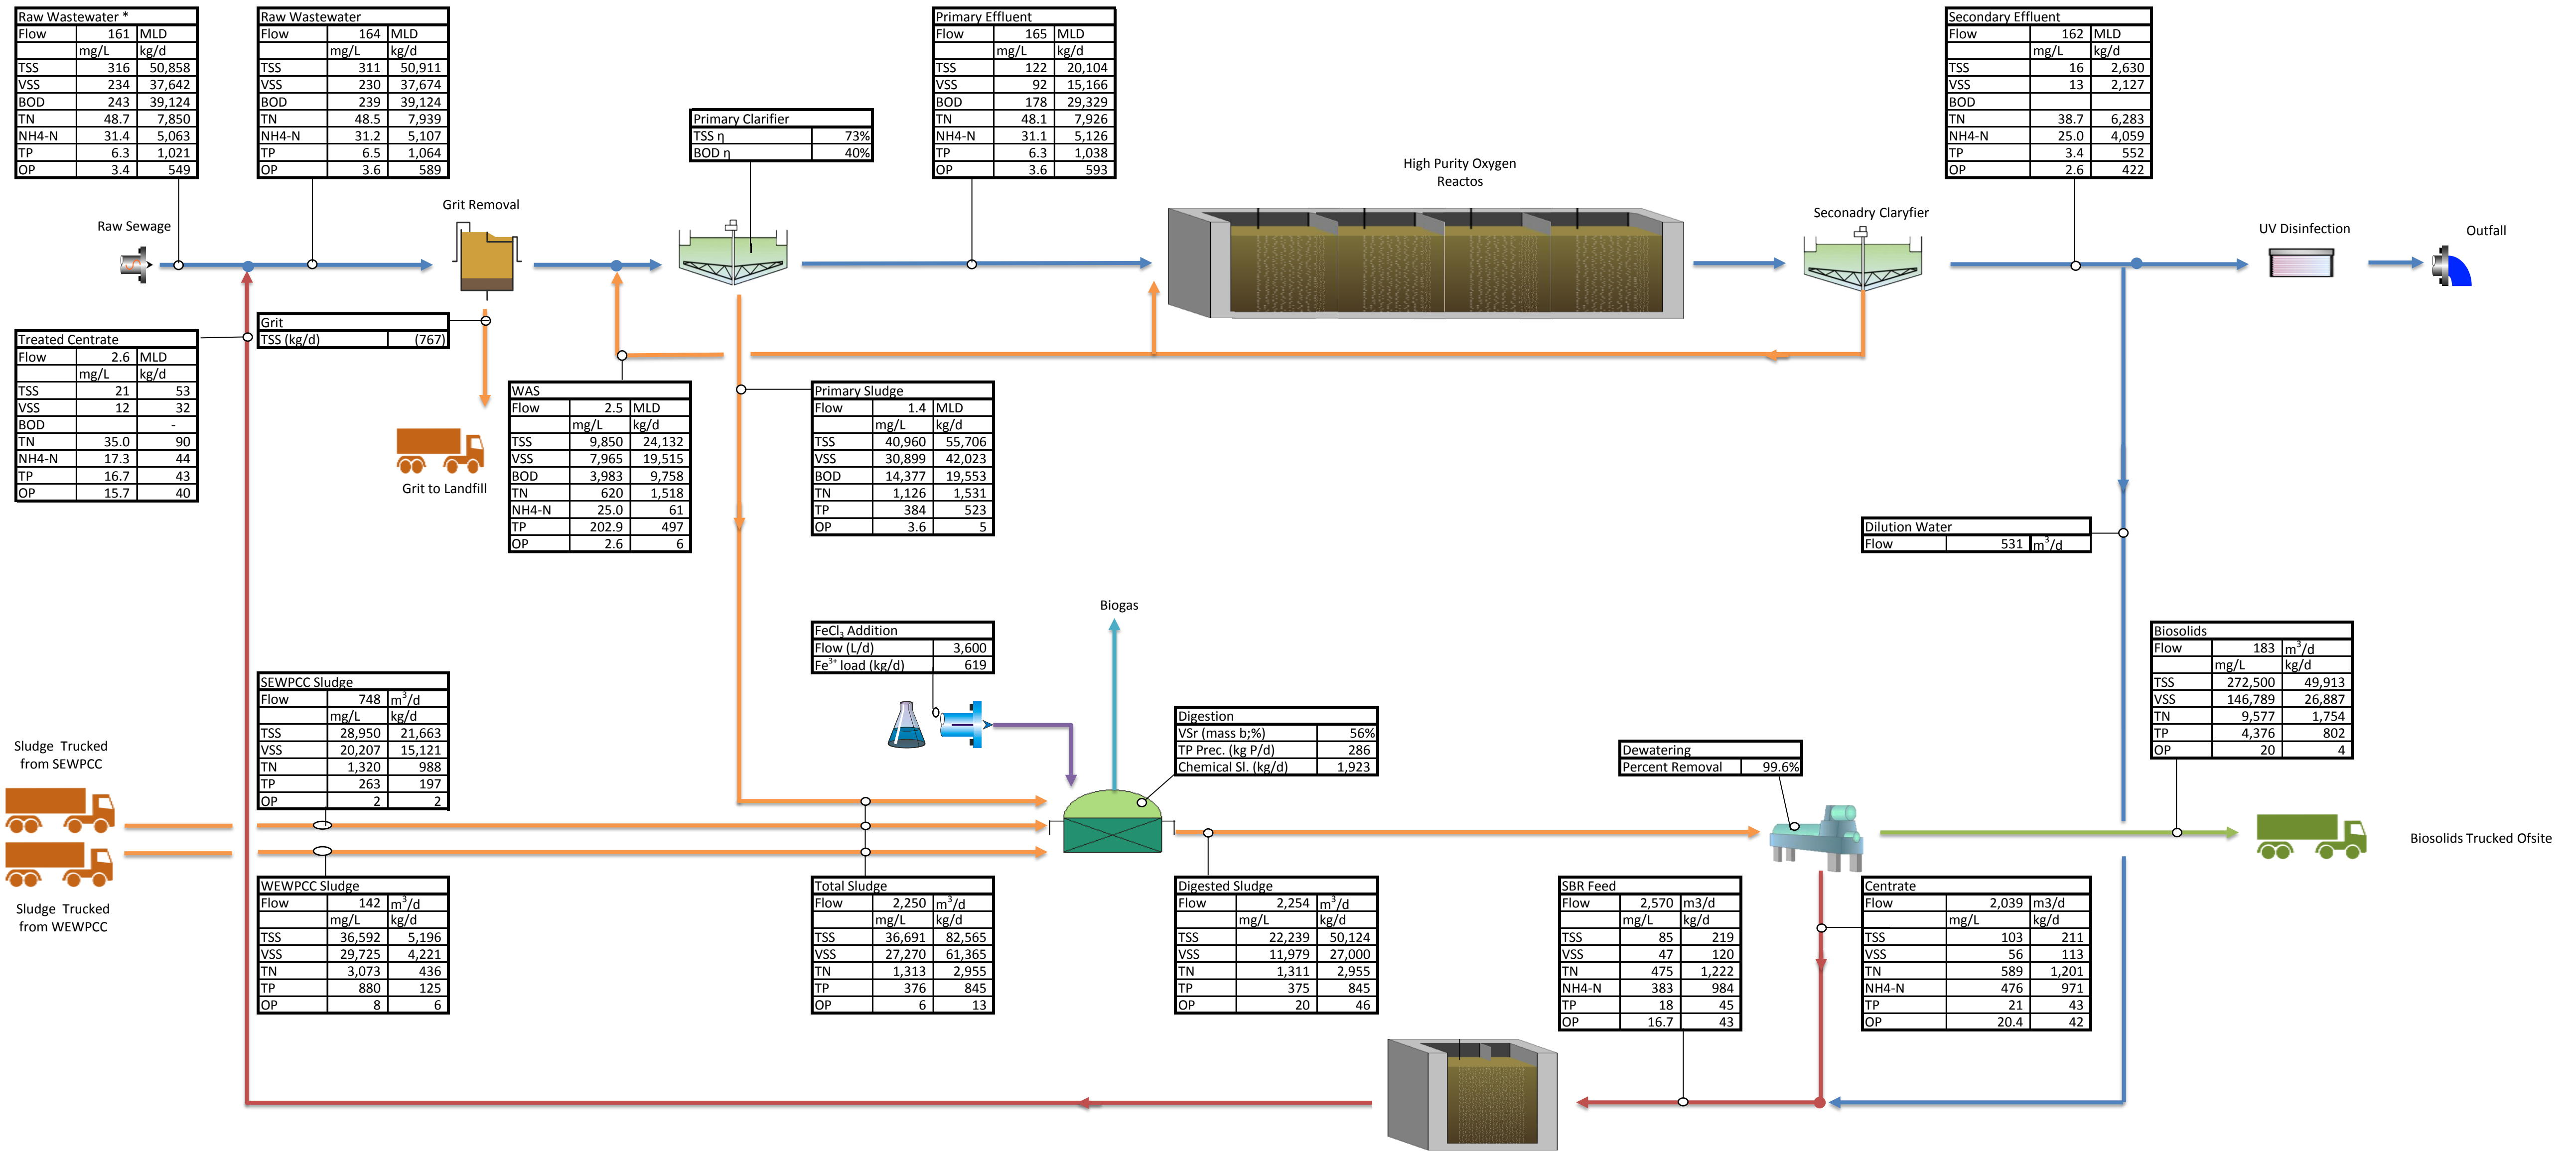 Raw Wastewater *
Flow 161 MLD
mg/L kg/d
TSS 316 50,858
VSS 234 37,642
BOD 243 39,124
TN 48.7 7,850
NH4-N 31.4 5,063
TP 6.3 1,021
OP 3.4 549
Raw Wastewater
Flow 164 MLD
mg/L kg/d
TSS 311 50,911
VSS 230 37,674
BOD 239 39,124
TN 48.5 7,939
NH4-N 31.2 5,107
TP 6.5 1,064
OP 3.6 589
Primary Clarifier
TSS η 73%
BOD η 40%
Primary Effluent
Flow 165 MLD
mg/L kg/d
TSS 122 20,104
VSS 92 15,166
BOD 178 29,329
TN 48.1 7,926
NH4-N 31.1 5,126
TP 6.3 1,038
OP 3.6 593
High Purity Oxygen
Reactos
Secondary Effluent
Flow 162 MLD
mg/L kg/d
TSS 16 2,630
VSS 13 2,127
BOD
TN 38.7 6,283
NH4-N 25.0 4,059
TP 3.4 552
OP 2.6 422
Raw Sewage
Grit Removal
Seconadry Claryfier
UV Disinfection
Outfall
Grit
TSS (kg/d) (767)
Treated Centrate
Flow 2.6 MLD
mg/L kg/d
TSS 21 53
VSS 12 32
BOD -
TN 35.0 90
NH4-N 17.3 44
TP 16.7 43
OP 15.7 40
Grit to Landfill
WAS
Flow 2.5 MLD
mg/L kg/d
TSS 9,850 24,132
VSS 7,965 19,515
BOD 3,983 9,758
TN 620 1,518
NH4-N 25.0 61
TP 202.9 497
OP 2.6 6
Primary Sludge
Flow 1.4 MLD
mg/L kg/d
TSS 40,960 55,706
VSS 30,899 42,023
BOD 14,377 19,553
TN 1,126 1,531
TP 384 523
OP 3.6 5
Dilution Water
Flow 531 m³/d
Biogas
FeCl₃ Addition
Flow (L/d) 3,600
Fe³⁺ load (kg/d) 619
Biosolids
Flow 183 m³/d
mg/L kg/d
TSS 272,500 49,913
VSS 146,789 26,887
TN 9,577 1,754
TP 4,376 802
OP 20 4
SEWPCC Sludge
Flow 748 m³/d
mg/L kg/d
TSS 28,950 21,663
VSS 20,207 15,121
TN 1,320 988
TP 263 197
OP 2 2
Digestion
VSr (mass b;%) 56%
TP Prec. (kg P/d) 286
Chemical Sl. (kg/d) 1,923
Dewatering
Percent Removal 99.6%
Sludge Trucked
from SEWPCC
Biosolids Trucked Ofsite
Sludge Trucked
from WEWPCC
WEWPCC Sludge
Flow 142 m³/d
mg/L kg/d
TSS 36,592 5,196
VSS 29,725 4,221
TN 3,073 436
TP 880 125
OP 8 6
Total Sludge
Flow 2,250 m³/d
mg/L kg/d
TSS 36,691 82,565
VSS 27,270 61,365
TN 1,313 2,955
TP 376 845
OP 6 13
Digested Sludge
Flow 2,254 m³/d
mg/L kg/d
TSS 22,239 50,124
VSS 11,979 27,000
TN 1,311 2,955
TP 375 845
OP 20 46
SBR Feed
Flow 2,570 m3/d
mg/L kg/d
TSS 85 219
VSS 47 120
TN 475 1,222
NH4-N 383 984
TP 18 45
OP 16.7 43
Centrate
Flow 2,039 m3/d
mg/L kg/d
TSS 103 211
VSS 56 113
TN 589 1,201
NH4-N 476 971
TP 21 43
OP 20.4 42